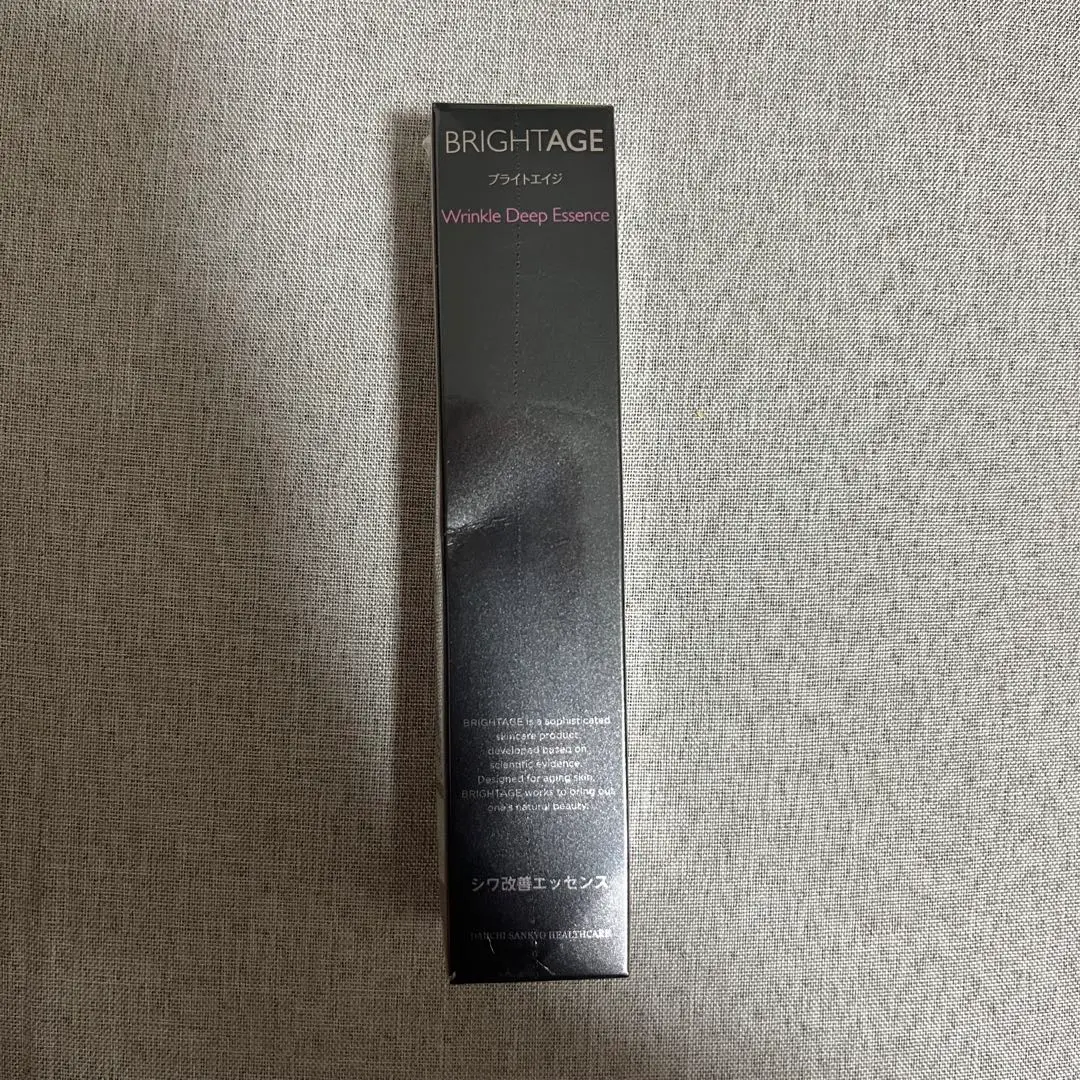 BRIGHTAGE
ブライトエイジ
Wrinkle Deep Essence
BRIGHTAGE is a sophisticated
skincare product
developed based on
scientific evidence.
Designed for aging skin,
BRIGHTAGE works to bring out
one's natural beauty.
シワ改善エッセンス
DAIICHI SANKYO HEALTHCARE